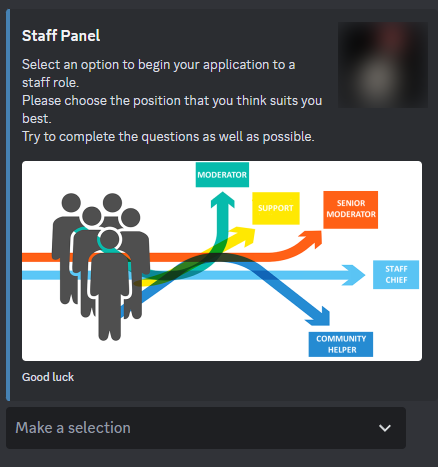 Staff Panel
Select an option to begin your application to a
staff role.
Please choose the position that you think suits you
best.
Try to complete the questions as well as possible.
MODERATOR
SUPPORT
SENIOR
MODERATOR
STAFF
CHIEF
COMMUNITY
HELPER
Good luck
Make a selection